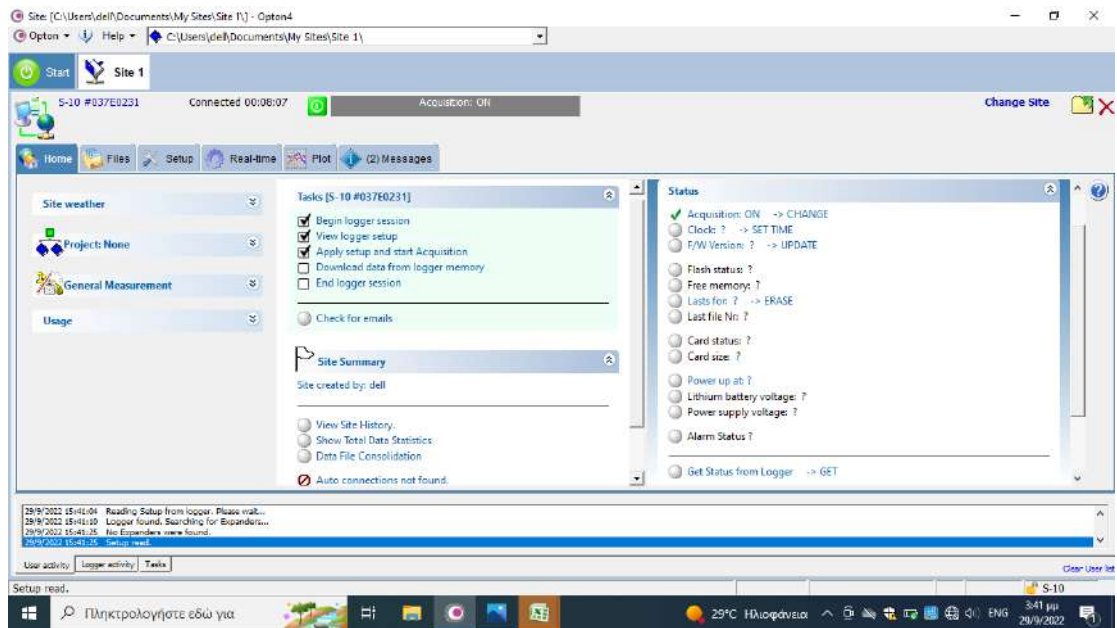 Site: [C:\Users\dell\Documents\My Sites\Site 1\] - Opton4
Opton Help C:\Users\dell\Documents\My Sites\Site 1\
Start Site 1
S-10 #037E0231 Connected 00:08:07 Acquisition: ON Change Site
Home Files Setup Real-time Plot (2) Messages
Site weather
Project: None
General Measurement
Usage
Tasks [S-10 #037E0231]
Begin logger session
View logger setup
Apply setup and start Acquisition
Download data from logger memory
End logger session
Check for emails
Site Summary
Site created by: dell
View Site History.
Show Total Data Statistics
Data File Consolidation
Auto connections not found.
Status
Acquisition: ON -> CHANGE
Clock: ? -> SET TIME
F/W Version: ? -> UPDATE
Flash status: ?
Free memory: ?
Lasts for: ? -> ERASE
Last file Nr: ?
Card status: ?
Card size: ?
Power up at: ?
Lithium battery voltage: ?
Power supply voltage: ?
Alarm Status ?
Get Status from Logger -> GET
29/9/2022 15:41:04 Reading Setup from logger. Please wait...
29/9/2022 15:41:10 Logger found. Searching for Expanders...
29/9/2022 15:41:25 No Expanders were found.
29/9/2022 15:41:25 Setup read.
User activity Logger activity Tasks Clear User list
Setup read. S-10
Πληκτρολογήστε εδώ για 29°C Ηλιοφάνεια ENG 3:41 μμ
29/9/2022